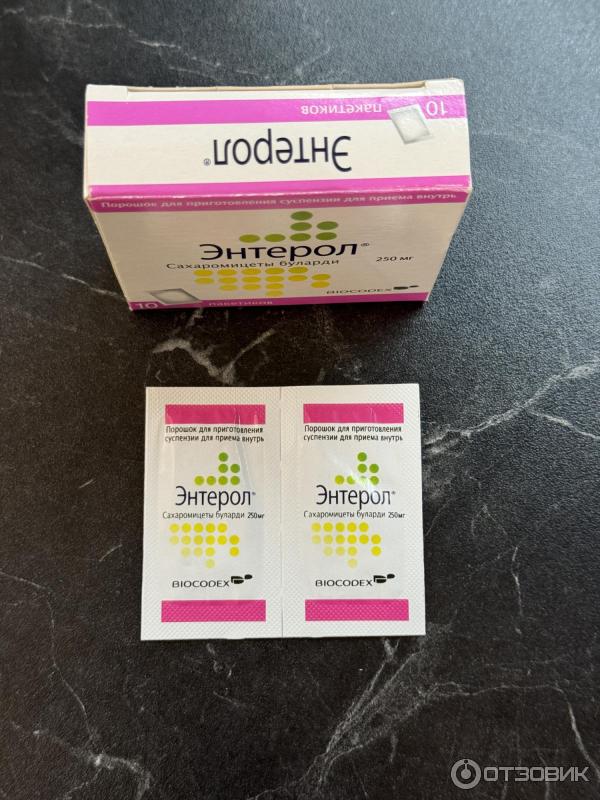 10
пакетиков
Энтерол®
Порошок для приготовления суспензии для приема внутрь
Энтерол®
Сахаромицеты буларди 250 мг
BIOCODEX
10 пакетиков
Порошок для приготовления
суспензии для приема внутрь
Энтерол®
Сахаромицеты буларди 250мг
BIOCODEX
Порошок для приготовления
суспензии для приема внутрь
Энтерол®
Сахаромицеты буларди 250мг
BIOCODEX
ОТЗОВИК